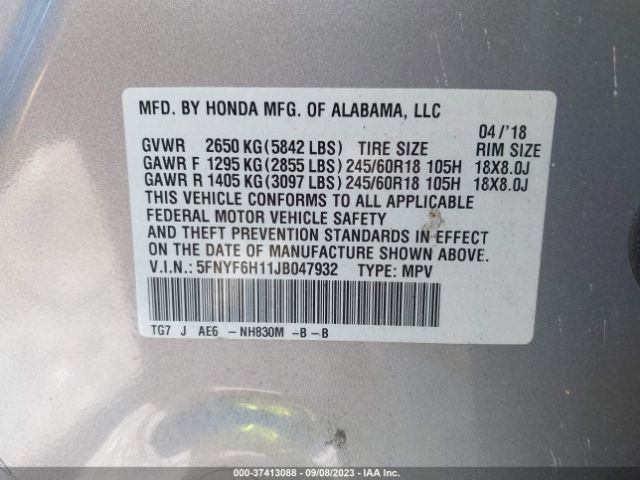 MFD. BY HONDA MFG. OF ALABAMA, LLC
04/'18
GVWR 2650 KG(5842 LBS) TIRE SIZE RIM SIZE
GAWR F 1295 KG(2855 LBS) 245/60R18 105H 18X8.0J
GAWR R 1405 KG(3097 LBS) 245/60R18 105H 18X8.0J
THIS VEHICLE CONFORMS TO ALL APPLICABLE
FEDERAL MOTOR VEHICLE SAFETY
AND THEFT PREVENTION STANDARDS IN EFFECT
ON THE DATE OF MANUFACTURE SHOWN ABOVE.
V.I.N.: 5FNYF6H11JB047932 TYPE: MPV
TG7 J AE6 - NH830M -B-B
000-37413088 - 09/08/2023 - IAA Inc.